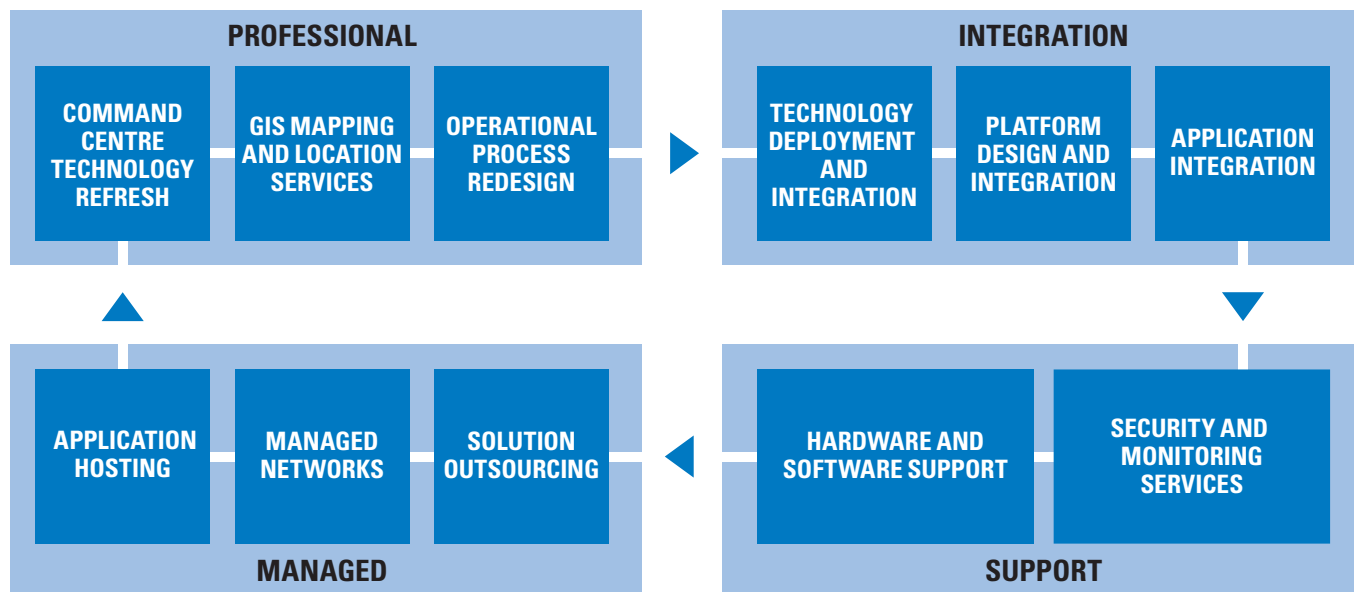 PROFESSIONAL
COMMAND
CENTRE
TECHNOLOGY
REFRESH
GIS MAPPING
AND LOCATION
SERVICES
OPERATIONAL
PROCESS
REDESIGN
INTEGRATION
TECHNOLOGY
DEPLOYMENT
AND
INTEGRATION
PLATFORM
DESIGN AND
INTEGRATION
APPLICATION
INTEGRATION
APPLICATION
HOSTING
MANAGED
NETWORKS
SOLUTION
OUTSOURCING
MANAGED
HARDWARE AND
SOFTWARE SUPPORT
SECURITY AND
MONITORING
SERVICES
SUPPORT